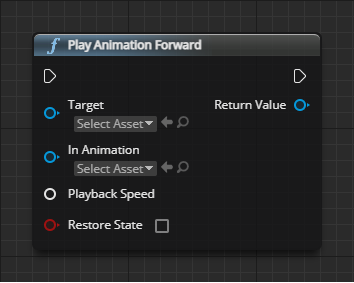 f Play Animation Forward
Target Return Value
Select Asset
In Animation
Select Asset
Playback Speed
Restore State